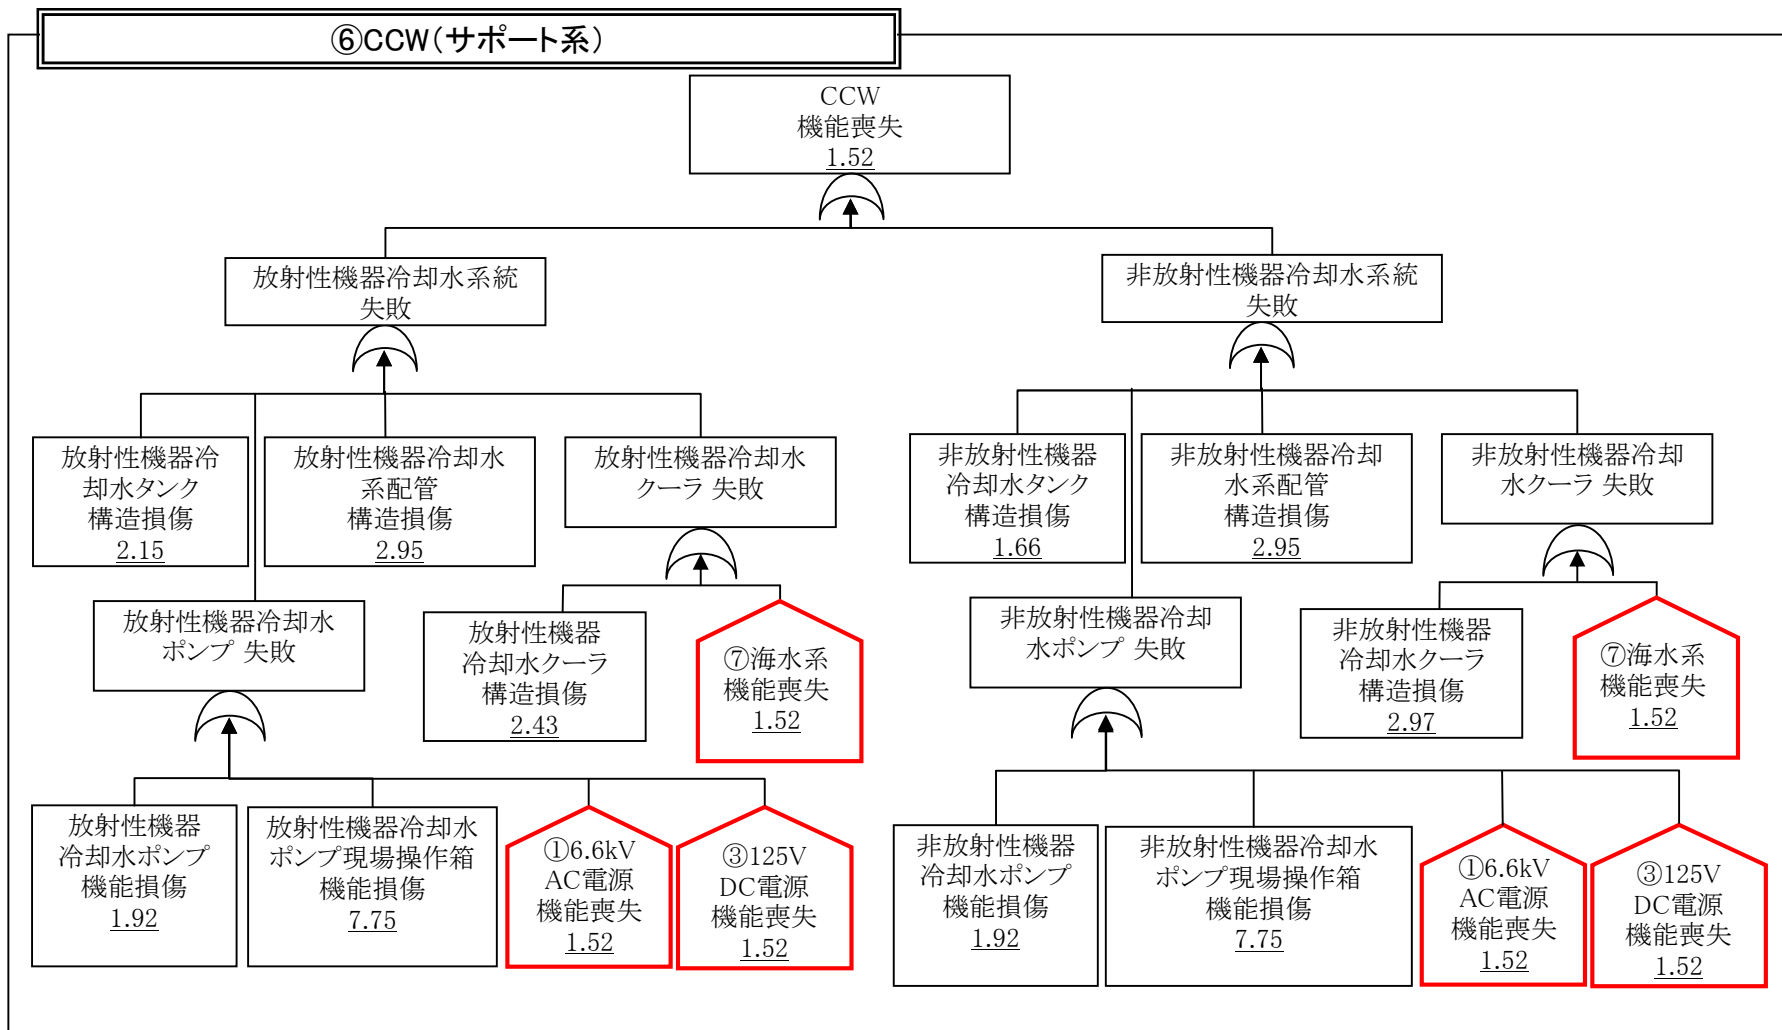 ⑥CCW(サポート系)
CCW
機能喪失
1.52
放射性機器冷却水系統
失敗
非放射性機器冷却水系統
失敗
放射性機器冷
却水タンク
構造損傷
2.15
放射性機器冷却水
系配管
構造損傷
2.95
放射性機器冷却水
クーラ 失敗
非放射性機器
冷却水タンク
構造損傷
1.66
非放射性機器冷却
水系配管
構造損傷
2.95
非放射性機器冷却
水クーラ 失敗
放射性機器冷却水
ポンプ 失敗
放射性機器
冷却水クーラ
構造損傷
2.43
⑦海水系
機能喪失
1.52
非放射性機器冷却
水ポンプ 失敗
非放射性機器
冷却水クーラ
構造損傷
2.97
⑦海水系
機能喪失
1.52
放射性機器
冷却水ポンプ
機能損傷
1.92
放射性機器冷却水
ポンプ現場操作箱
機能損傷
7.75
①6.6kV
AC電源
機能喪失
1.52
③125V
DC電源
機能喪失
1.52
非放射性機器
冷却水ポンプ
機能損傷
1.92
非放射性機器冷却水
ポンプ現場操作箱
機能損傷
7.75
①6.6kV
AC電源
機能喪失
1.52
③125V
DC電源
機能喪失
1.52